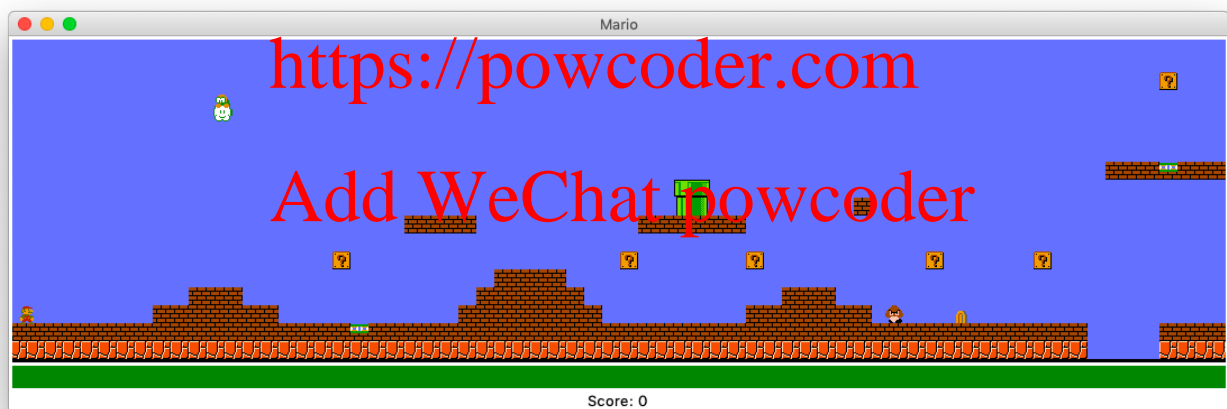 Mario
https://powcoder.com
?
Add WeChat powcoder
? ? ? ? ?
Score: 0